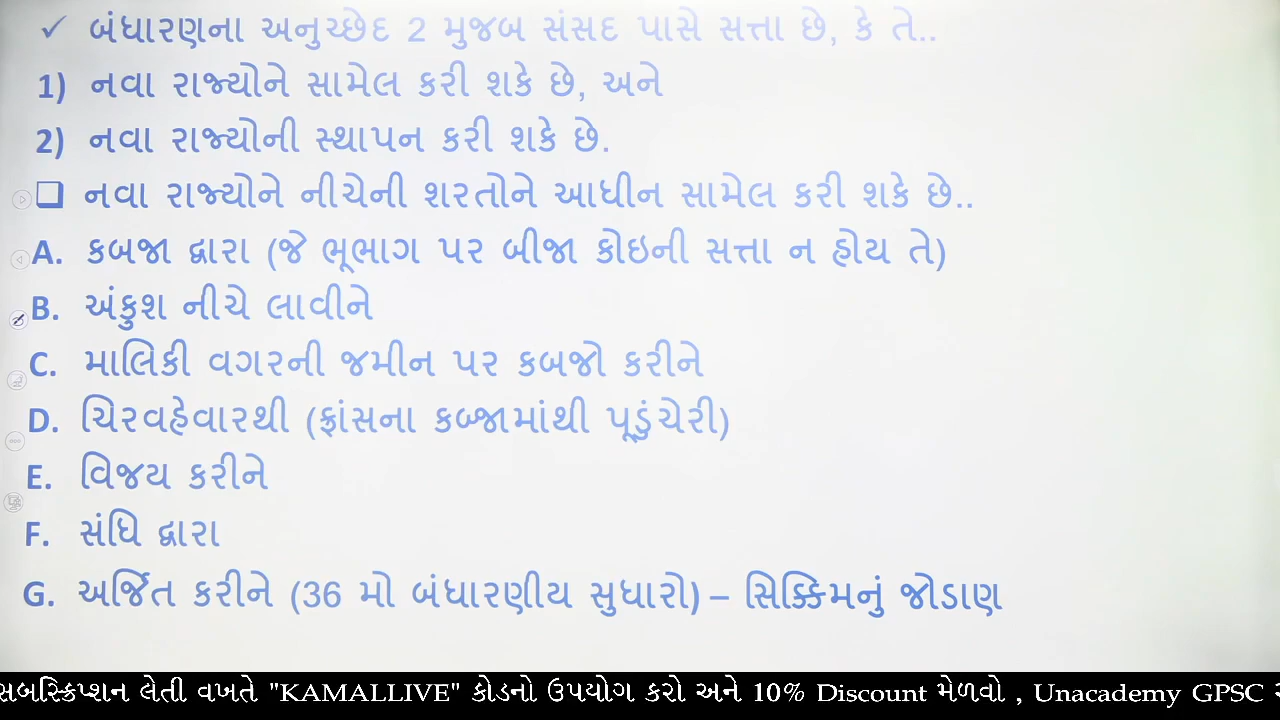 ✓ બંધારણના અનુચ્છેદ 2 મુજબ સંસદ પાસે સત્તા છે, કે તે..
1) નવા રાજ્યોને સામેલ કરી શકે છે, અને
2) નવા રાજ્યોની સ્થાપન કરી શકે છે.
❑ નવા રાજ્યોને નીચેની શરતોને આધીન સામેલ કરી શકે છે..
A. કબજા દ્વારા (જે ભૂભાગ પર બીજા કોઇની સત્તા ન હોય તે)
B. અંકુશ નીચે લાવીને
C. માલિકી વગરની જમીન પર કબજો કરીને
D. ચિરવહેવારથી (ફ્રાંસના કબ્જામાંથી પૂડુંચેરી)
E. વિજય કરીને
F. સંધિ દ્વારા
G. અર્જિત કરીને (36 મો બંધારણીય સુધારો) – સિક્કિમનું જોડાણ
સબસ્ક્રિપ્શન લેતી વખતે "KAMALLIVE" કોડનો ઉપયોગ કરો અને 10% Discount મેળવો , Unacademy GPSC